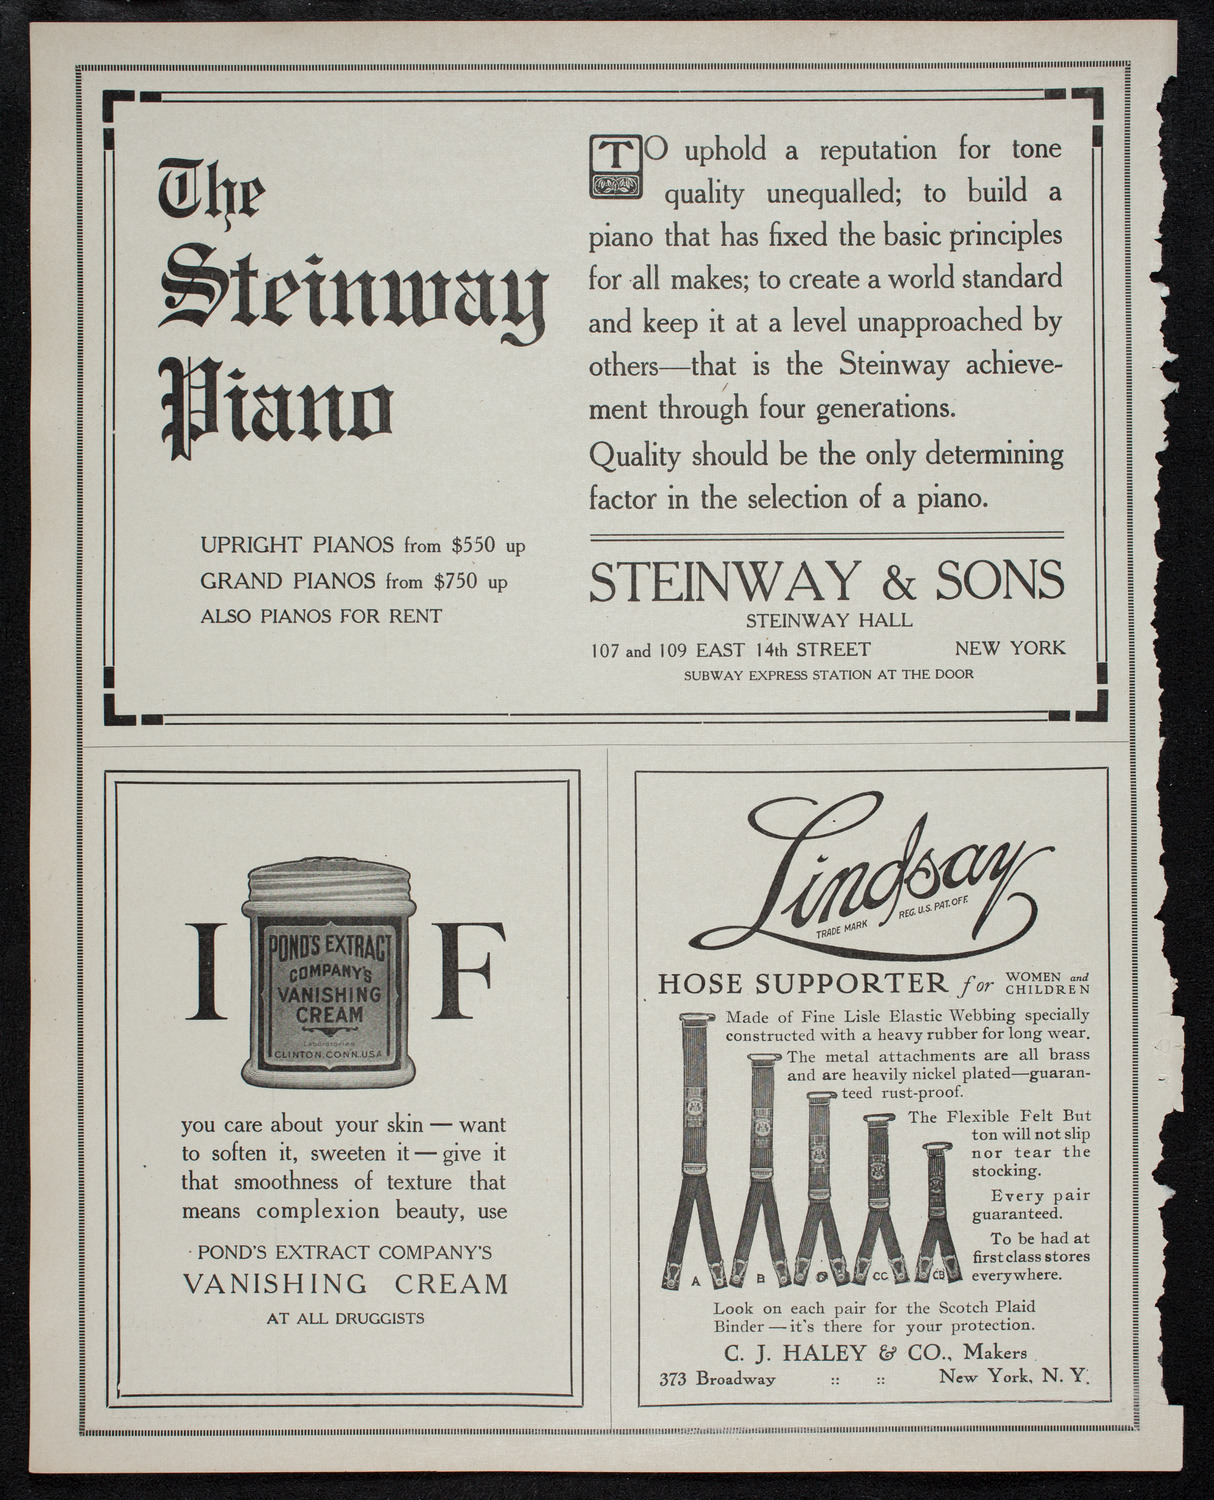 The
Steinway
Piano
UPRIGHT PIANOS from $550 up
GRAND PIANOS from $750 up
ALSO PIANOS FOR RENT
TO uphold a reputation for tone
quality unequalled; to build a
piano that has fixed the basic principles
for all makes; to create a world standard
and keep it at a level unapproached by
others—that is the Steinway achieve-
ment through four generations.
Quality should be the only determining
factor in the selection of a piano.
STEINWAY & SONS
STEINWAY HALL
107 and 109 EAST 14th STREET NEW YORK
SUBWAY EXPRESS STATION AT THE DOOR
I F
POND'S EXTRACT
COMPANY'S
VANISHING
CREAM
Laboratories
CLINTON, CONN. U.S.A
you care about your skin — want
to soften it, sweeten it — give it
that smoothness of texture that
means complexion beauty, use
POND'S EXTRACT COMPANY'S
VANISHING CREAM
AT ALL DRUGGISTS
Lindsay
TRADE MARK REG. U.S. PAT. OFF.
HOSE SUPPORTER for WOMEN and CHILDREN
Made of Fine Lisle Elastic Webbing specially
constructed with a heavy rubber for long wear.
The metal attachments are all brass
and are heavily nickel plated—guaran-
teed rust-proof.
The Flexible Felt But
ton will not slip
nor tear the
stocking.
Every pair
guaranteed.
To be had at
first class stores
everywhere.
A B C CC CB
Look on each pair for the Scotch Plaid
Binder — it's there for your protection.
C. J. HALEY & CO., Makers
373 Broadway :: :: New York, N. Y.